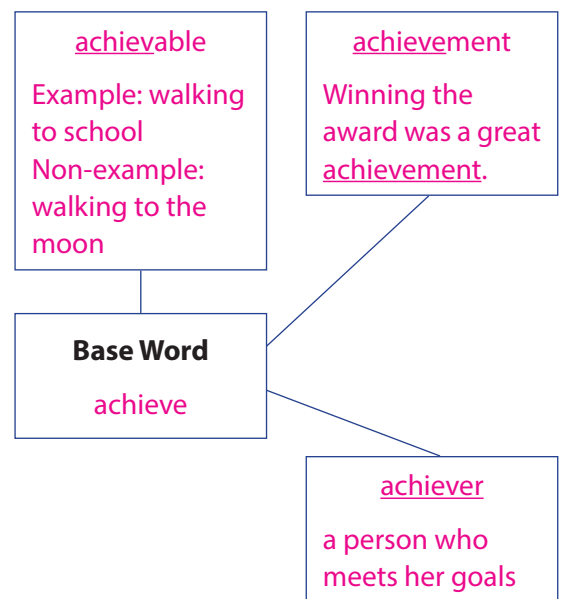 achievable
Example: walking
to school
Non-example:
walking to the
moon
achievement
Winning the
award was a great
achievement.
Base Word
achieve
achiever
a person who
meets her goals